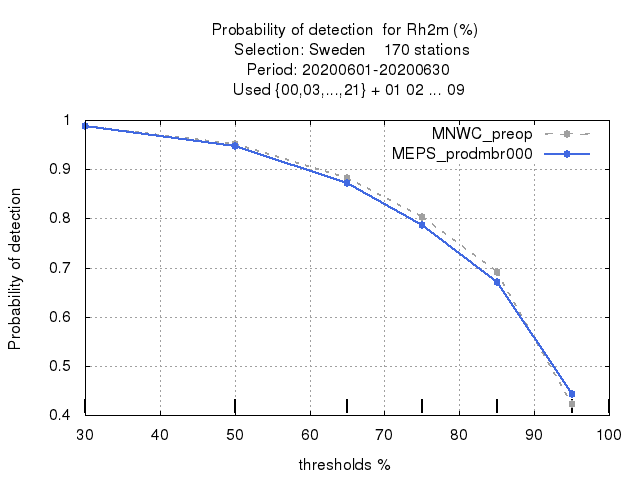 Probability of detection  for Rh2m (%)
Selection: Sweden    170 stations
Period: 20200601-20200630
Used {00,03,...,21} + 01 02 ... 09
MNWC_preop
MEPS_prodmbr000
1
0.9
0.8
0.7
0.6
0.5
0.4
Probability of detection
30 40 50 60 70 80 90 100
thresholds %